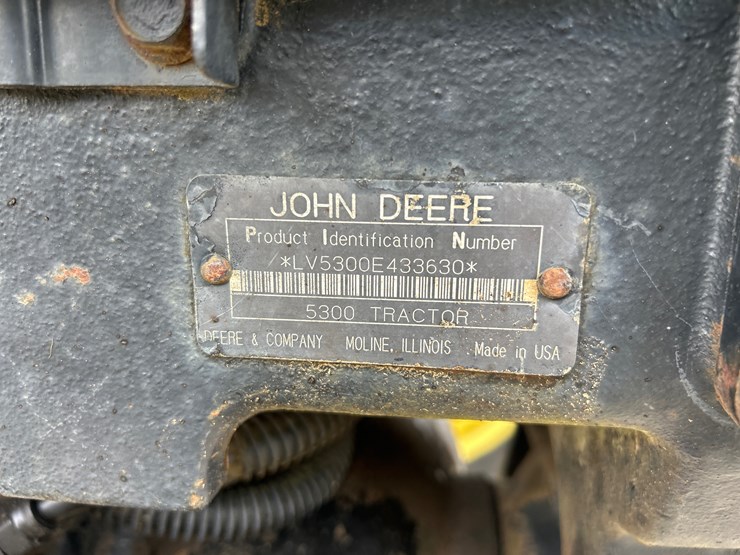 JOHN DEERE
Product Identification Number
*LV5300E433630*
5300 TRACTOR
DEERE & COMPANY MOLINE, ILLINOIS Made in USA